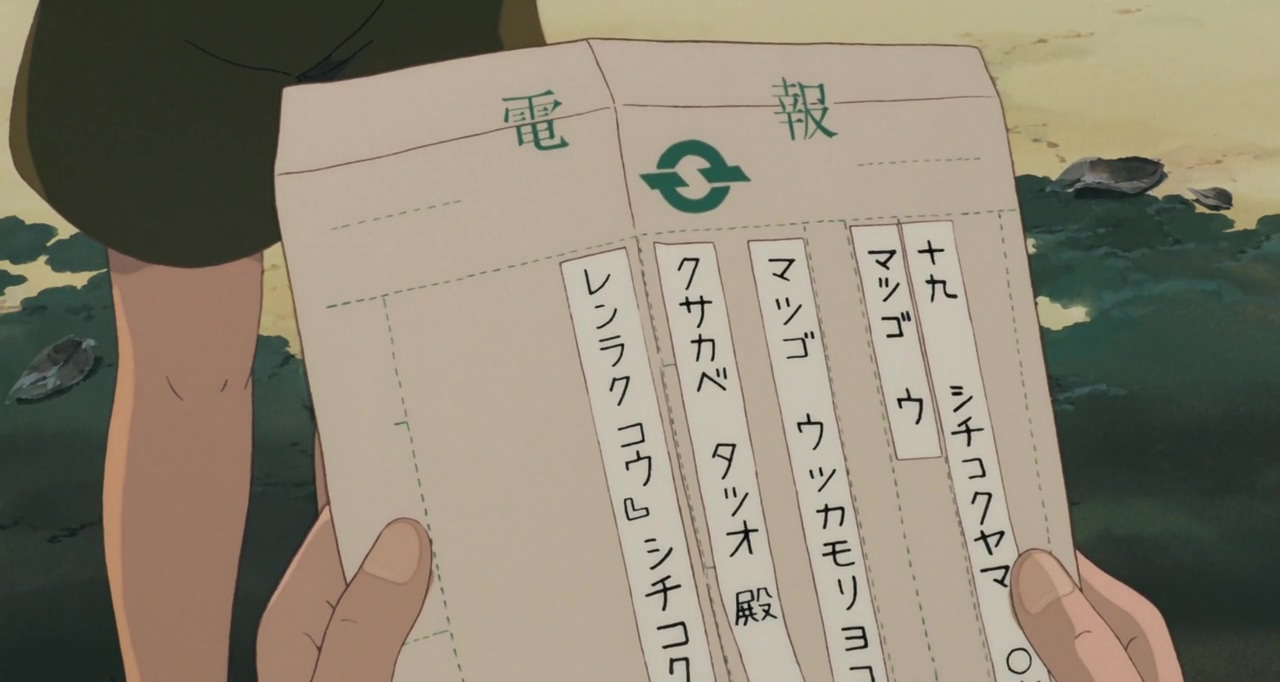 電報
十九 シチコクヤマ
マツゴ ウ
マツゴ ウツカモリヨコ
クサカベ タツオ 殿
レンラクコウ』シチコク